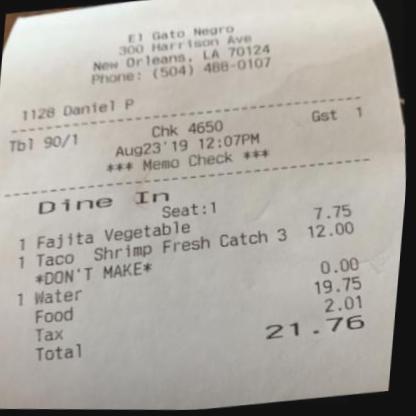 El Gato Negro
300 Harrison Ave
New Orleans, LA 70124
Phone: (504) 488-0107
1128 Daniel P
Tbl 90/1 Chk 4650 Gst 1
Aug23'19 12:07PM
*** Memo Check ***
Dine In
Seat:1
1 Fajita Vegetable 7.75
1 Taco Shrimp Fresh Catch 3 12.00
*DON'T MAKE*
1 Water 0.00
Food 19.75
Tax 2.01
Total 21.76